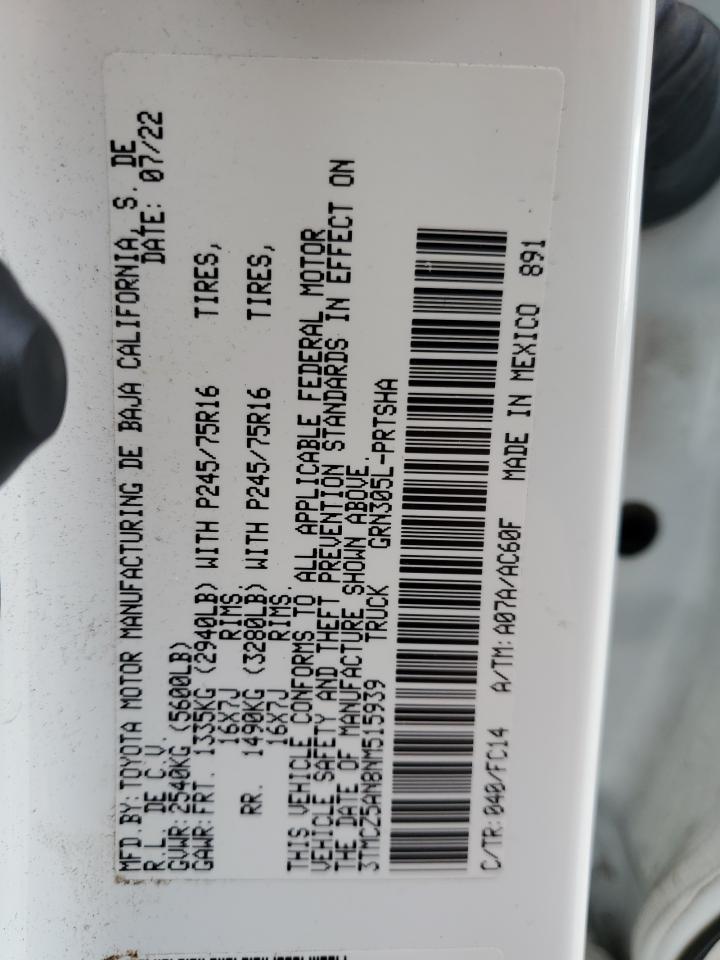 MFD.BY:TOYOTA MOTOR MANUFACTURING DE BAJA CALIFORNIA, S. DE
R.L. DE C.V. DATE: 07/22
GVWR:2540KG (5600LB)
GAWR:FRT. 1335KG (2940LB) WITH P245/75R16 TIRES,
16X7J RIMS.
RR. 1490KG (3280LB) WITH P245/75R16 TIRES,
16X7J RIMS.
THIS VEHICLE CONFORMS TO ALL APPLICABLE FEDERAL MOTOR
VEHICLE SAFETY AND THEFT PREVENTION STANDARDS IN EFFECT ON
THE DATE OF MANUFACTURE SHOWN ABOVE.
3TMCZ5AN8NM515939 TRUCK GRN305L-PRTSHA
C/TR:040/FC14 A/TM:A07A/AC60F MADE IN MEXICO 891